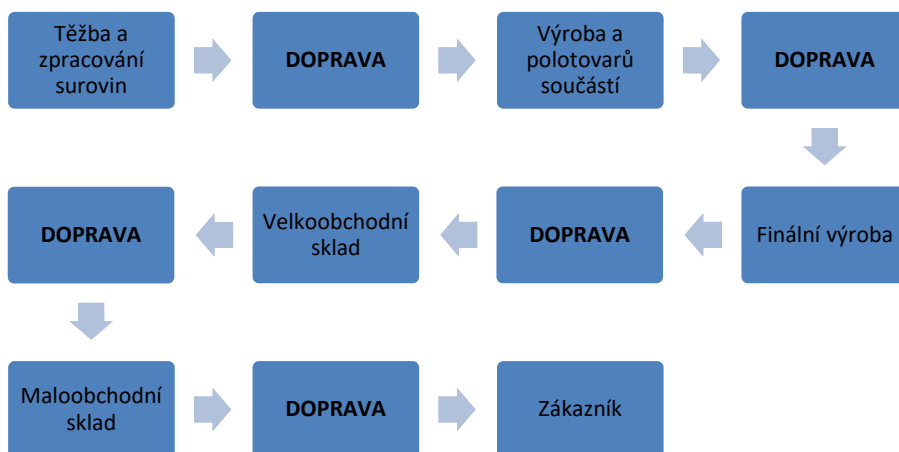 Těžba a
zpracování
surovin
DOPRAVA
Výroba a
polotovarů
součástí
DOPRAVA
Finální výroba
DOPRAVA
Velkoobchodní
sklad
DOPRAVA
Maloobchodní
sklad
DOPRAVA
Zákazník